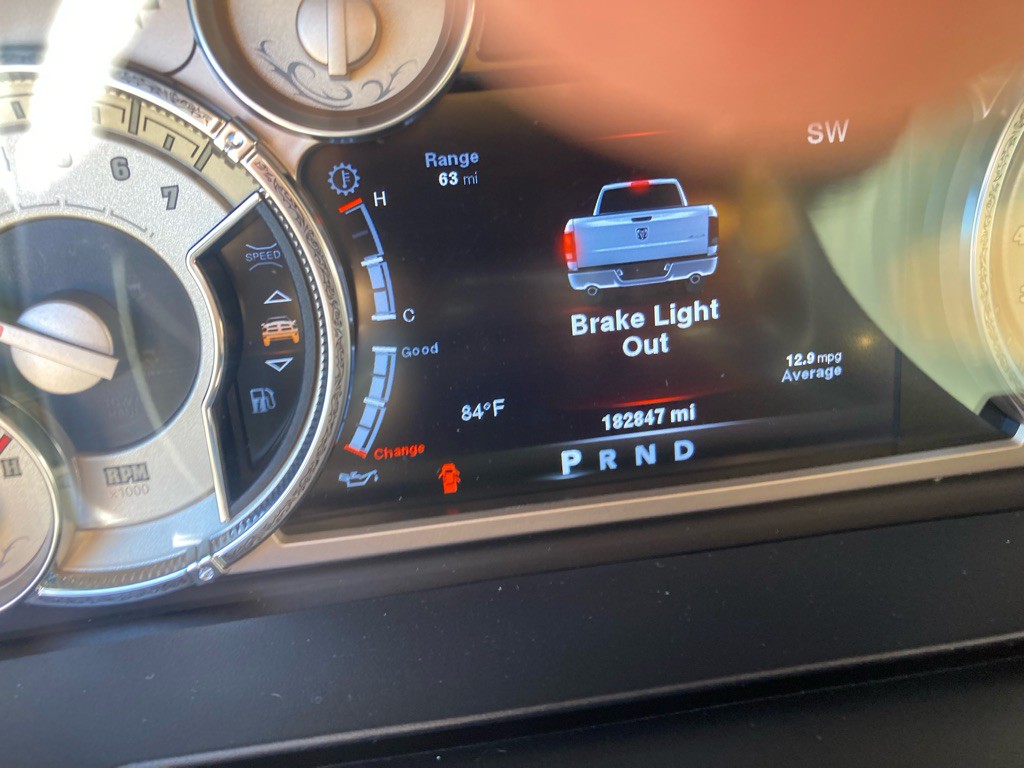 SW
Range
63 mi
6
7
H
SPEED
C
Good
Brake Light
Out
12.9 mpg
Average
84°F
182847 mi
Change
P R N D
H
RPM
x1000